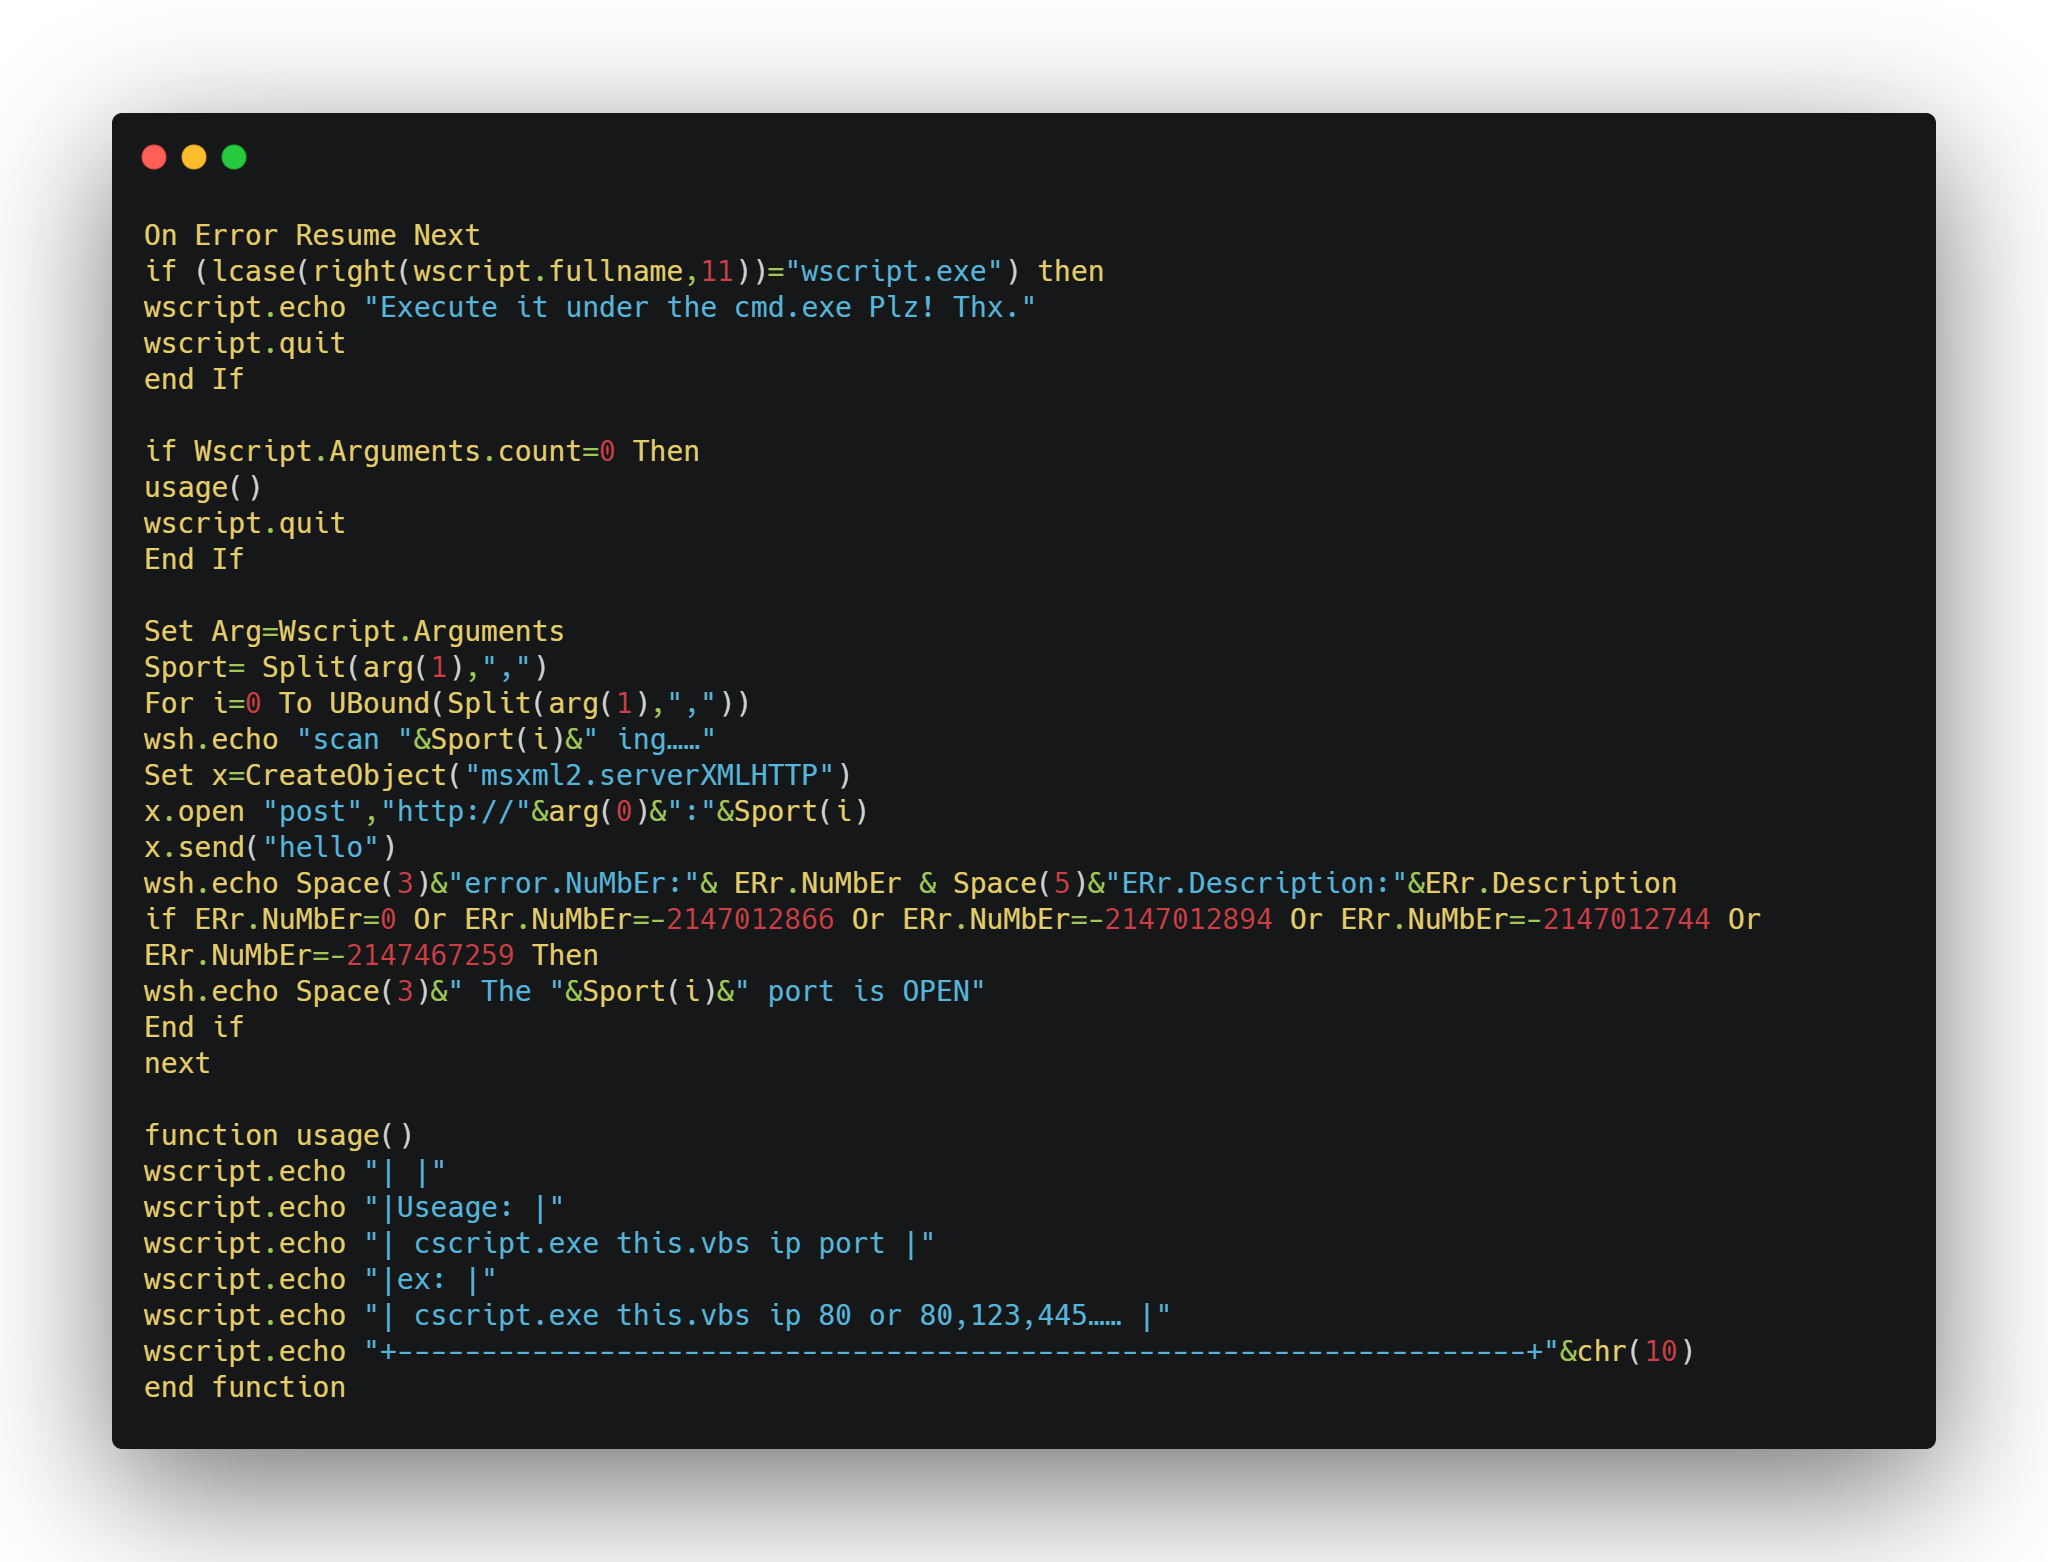 On Error Resume Next
if (lcase(right(wscript.fullname,11))="wscript.exe") then
wscript.echo "Execute it under the cmd.exe Plz! Thx."
wscript.quit
end If
if Wscript.Arguments.count=0 Then
usage()
wscript.quit
End If
Set Arg=Wscript.Arguments
Sport= Split(arg(1),",")
For i=0 To UBound(Split(arg(1),","))
wsh.echo "scan "&Sport(i)&" ing……"
Set x=CreateObject("msxml2.serverXMLHTTP")
x.open "post","http://"&arg(0)&":"&Sport(i)
x.send("hello")
wsh.echo Space(3)&"error.NuMbEr:"& ERr.NuMbEr & Space(5)&"ERr.Description:"&ERr.Description
if ERr.NuMbEr=0 Or ERr.NuMbEr=-2147012866 Or ERr.NuMbEr=-2147012894 Or ERr.NuMbEr=-2147012744 Or
ERr.NuMbEr=-2147467259 Then
wsh.echo Space(3)&" The "&Sport(i)&" port is OPEN"
End if
next
function usage()
wscript.echo "| |"
wscript.echo "|Useage: |"
wscript.echo "| cscript.exe this.vbs ip port |"
wscript.echo "|ex: |"
wscript.echo "| cscript.exe this.vbs ip 80 or 80,123,445…… |"
wscript.echo "+-------------------------------------------------------------------+"&chr(10)
end function